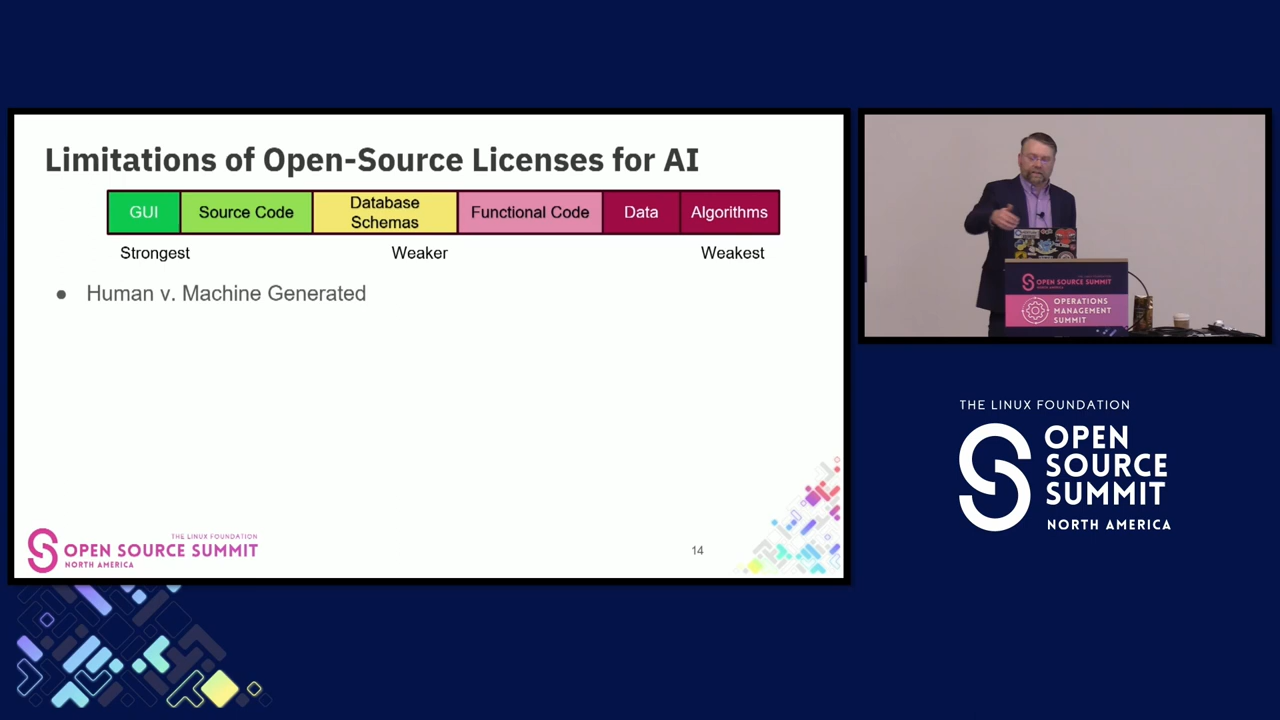 Limitations of Open-Source Licenses for AI
GUI
Source Code
Database
Schemas
Functional Code
Data
Algorithms
Strongest
Weaker
Weakest
● Human v. Machine Generated
THE LINUX FOUNDATION
OPEN SOURCE SUMMIT
NORTH AMERICA
14
OPEN SOURCE SUMMIT
NORTH AMERICA
OPERATIONS
MANAGEMENT
SUMMIT
THE LINUX FOUNDATION
OPEN
SOURCE
SUMMIT
NORTH AMERICA